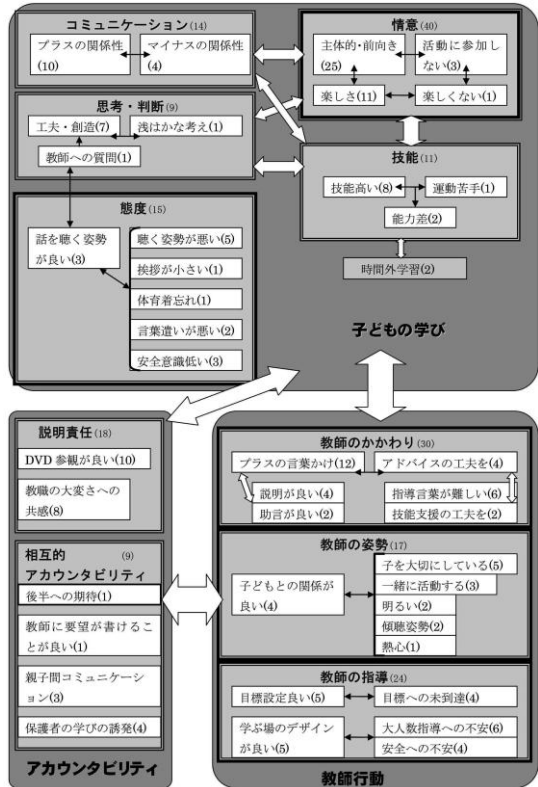 コミュニケーション(14)
プラスの関係性
(10)
マイナスの関係性
(4)
情意(40)
主体的・前向き
(25)
活動に参加し
ない(3)
楽しさ(11)
楽しくない(1)
思考・判断(9)
工夫・創造(7)
浅はかな考え(1)
教師への質問(1)
技能(11)
技能高い(8)
運動苦手(1)
能力差(2)
時間外学習(2)
態度(15)
話を聴く姿勢
が良い(3)
聴く姿勢が悪い(5)
挨拶が小さい(1)
体育着忘れ(1)
言葉遣いが悪い(2)
安全意識低い(3)
子どもの学び
説明責任(18)
DVD 参観が良い(10)
教職の大変さへの
共感(8)
相互的 (9)
アカウンタビリティ
後半への期待(1)
教師に要望が書けるこ
とが良い(1)
親子間コミュニケーシ
ョン(3)
保護者の学びの誘発(4)
アカウンタビリティ
教師のかかわり(30)
プラスの言葉かけ(12)
アドバイスの工夫を(4)
説明が良い(4)
助言が良い(2)
指導言葉が難しい(6)
技能支援の工夫を(2)
教師の姿勢(17)
子どもとの関係が
良い(4)
子を大切にしている(5)
一緒に活動する(3)
明るい(2)
傾聴姿勢(2)
熱心(1)
教師の指導(24)
目標設定良い(5)
目標への未到達(4)
学ぶ場のデザイン
が良い(5)
大人数指導への不安(6)
安全への不安(4)
教師行動